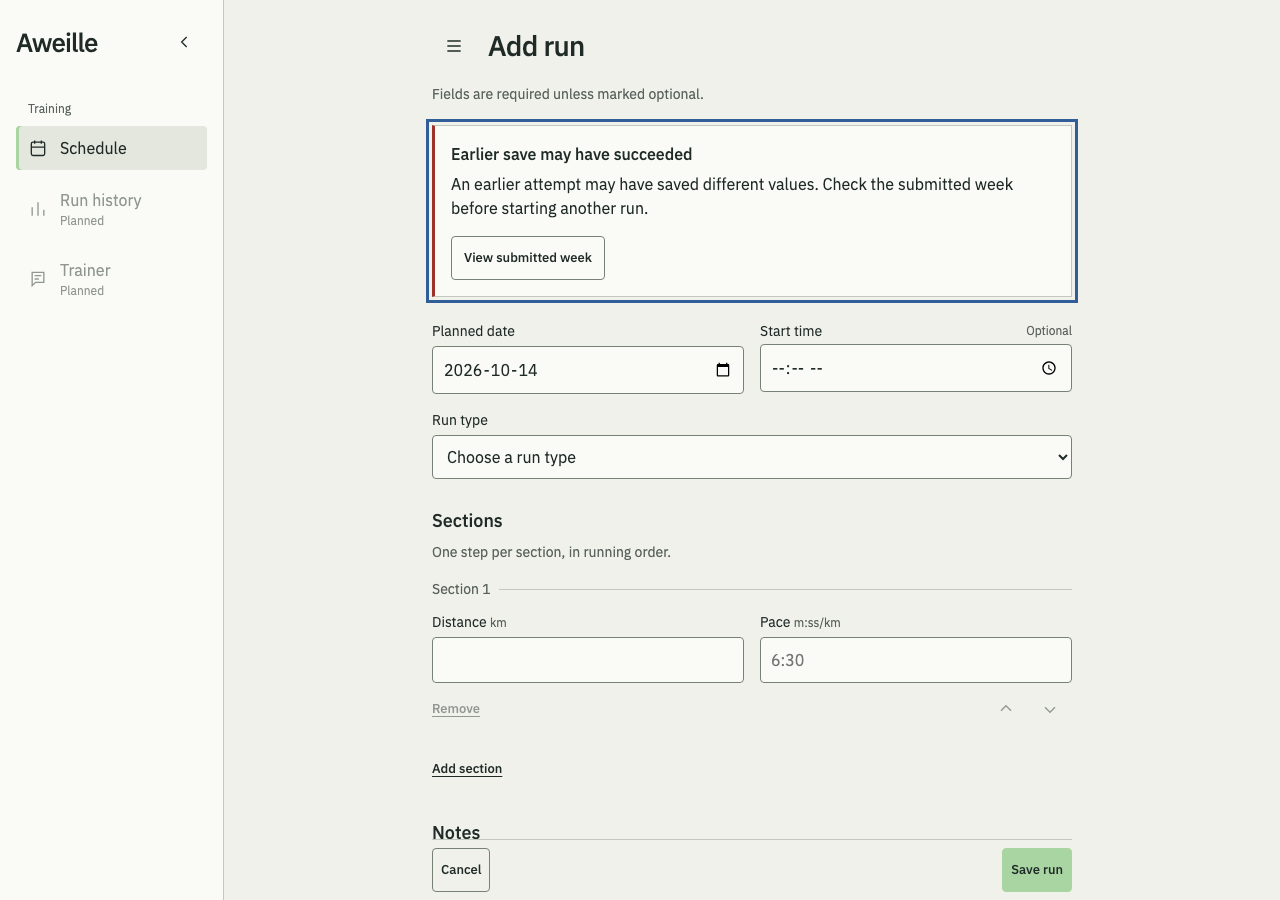 Aweille
Training
Schedule
Run history
Planned
Trainer
Planned
Add run
Fields are required unless marked optional.
Earlier save may have succeeded
An earlier attempt may have saved different values. Check the submitted week
before starting another run.
View submitted week
Planned date
2026-10-14
Start time
Optional
--:-- --
Run type
Choose a run type
Sections
One step per section, in running order.
Section 1
Distance km
Pace m:ss/km
6:30
Remove
Add section
Notes
Cancel
Save run